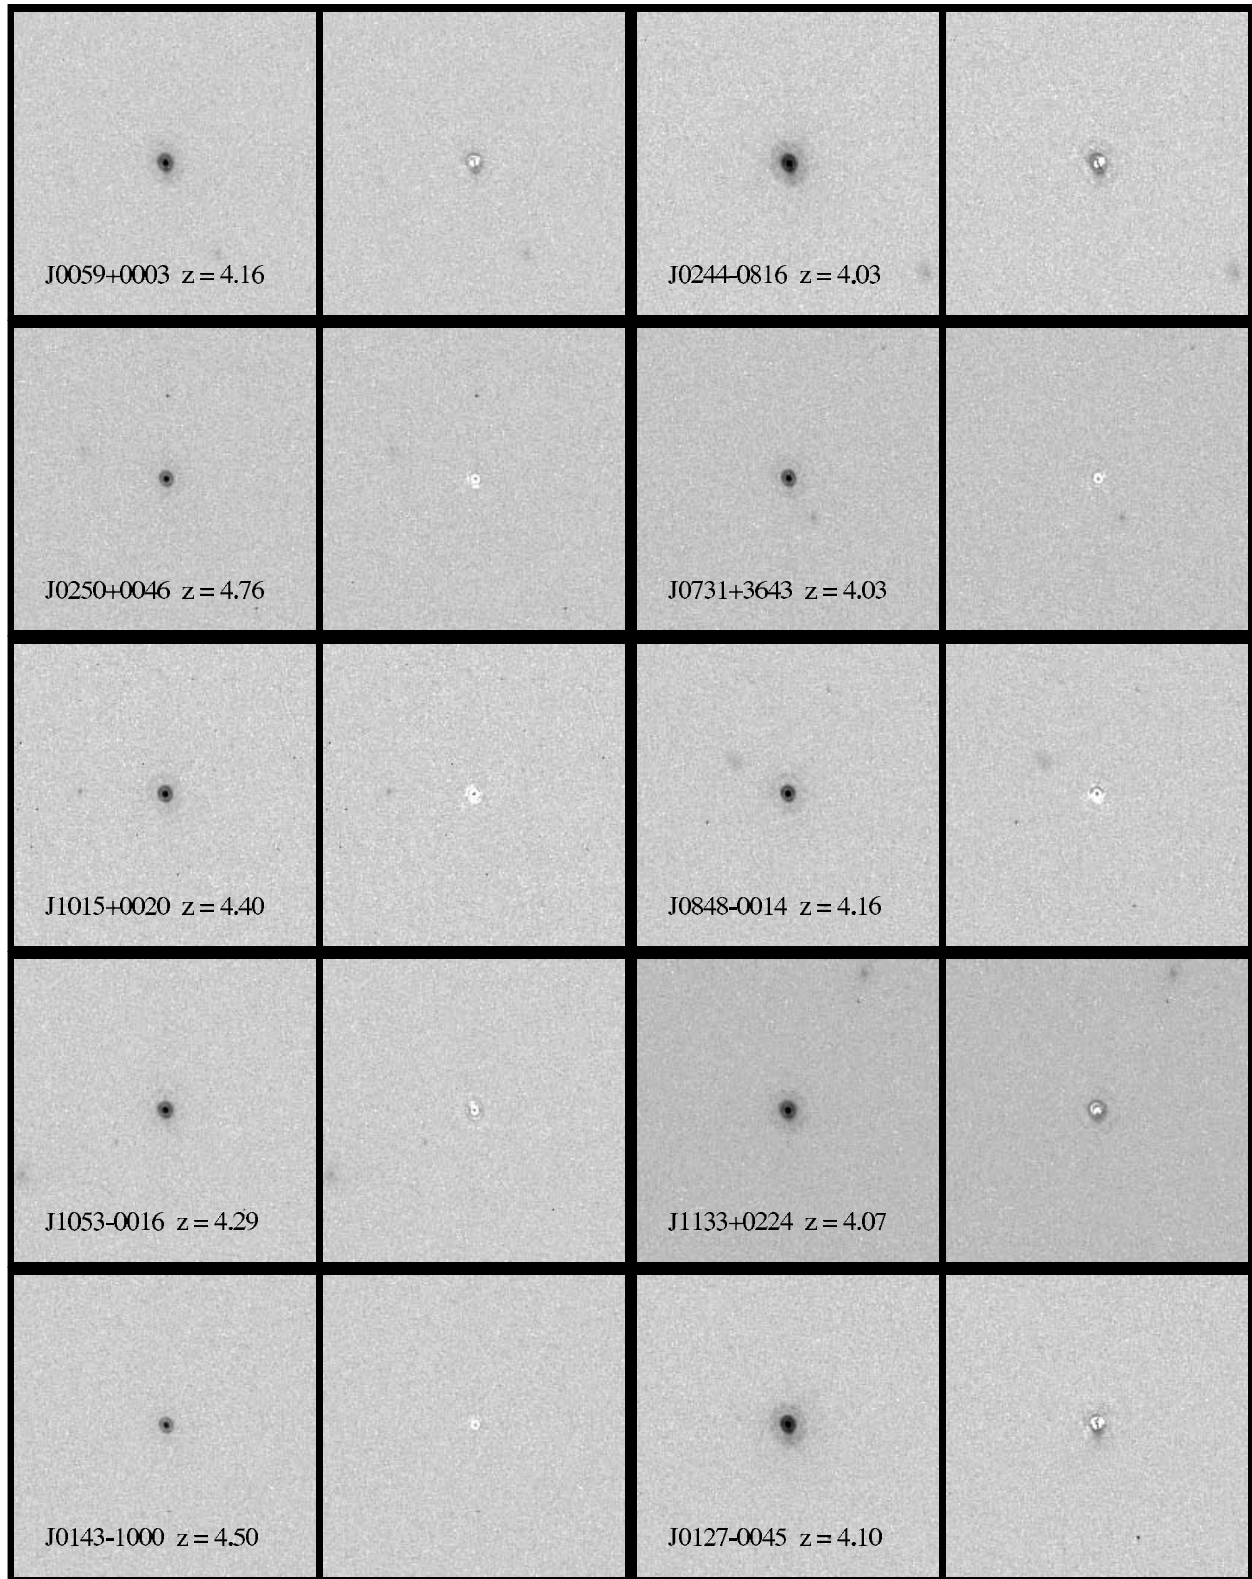 J0059+0003 z = 4.16
J0244-0816 z = 4.03
J0250+0046 z = 4.76
J0731+3643 z = 4.03
J1015+0020 z = 4.40
J0848-0014 z = 4.16
J1053-0016 z = 4.29
J1133+0224 z = 4.07
J0143-1000 z = 4.50
J0127-0045 z = 4.10